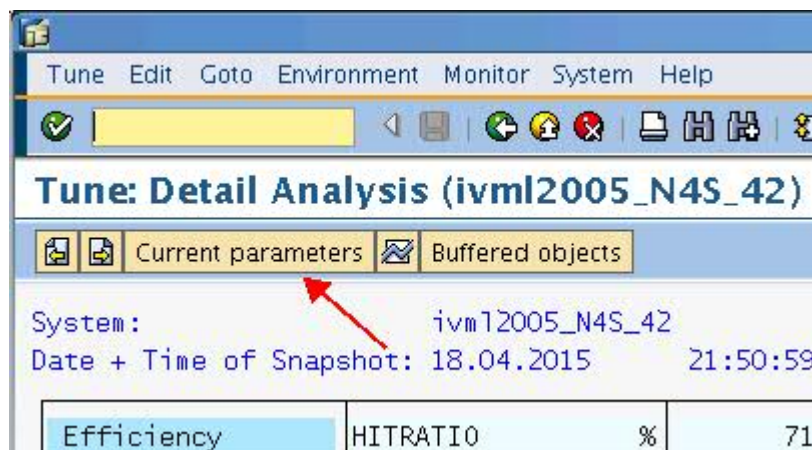 Tune Edit Goto Environment Monitor System Help
Tune: Detail Analysis (ivml2005_N4S_42)
Current parameters Buffered objects
System: ivml2005_N4S_42
Date + Time of Snapshot: 18.04.2015 21:50:59
Efficiency HITRATIO % 71